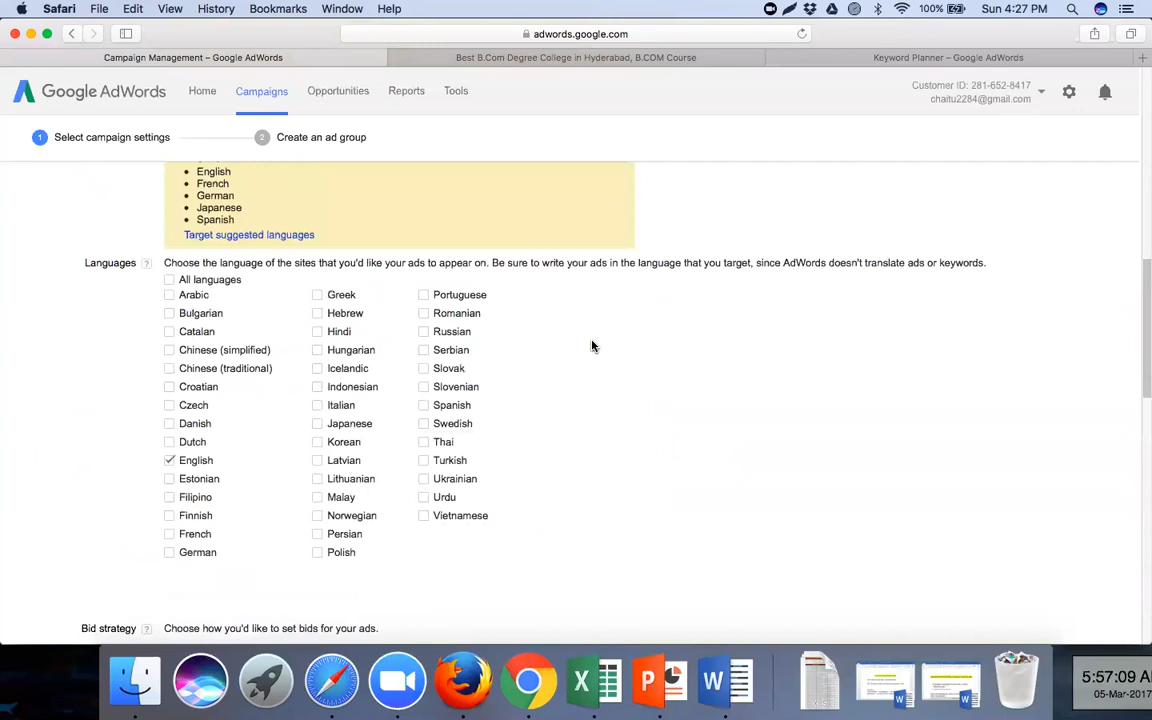 Safari File Edit View History Bookmarks Window Help 100% Sun 4:27 PM
adwords.google.com
Campaign Management – Google AdWords Best B.Com Degree College in Hyderabad, B.COM Course Keyword Planner – Google AdWords
Google AdWords Home Campaigns Opportunities Reports Tools
Customer ID: 281-652-8417
chaitu2284@gmail.com
1 Select campaign settings 2 Create an ad group
English
French
German
Japanese
Spanish
Target suggested languages
Languages ? Choose the language of the sites that you'd like your ads to appear on. Be sure to write your ads in the language that you target, since AdWords doesn't translate ads or keywords.
All languages
Arabic Greek Portuguese
Bulgarian Hebrew Romanian
Catalan Hindi Russian
Chinese (simplified) Hungarian Serbian
Chinese (traditional) Icelandic Slovak
Croatian Indonesian Slovenian
Czech Italian Spanish
Danish Japanese Swedish
Dutch Korean Thai
English Latvian Turkish
Estonian Lithuanian Ukrainian
Filipino Malay Urdu
Finnish Norwegian Vietnamese
French Persian
German Polish
Bid strategy ? Choose how you'd like to set bids for your ads.
5:57:09
05-Mar-2017